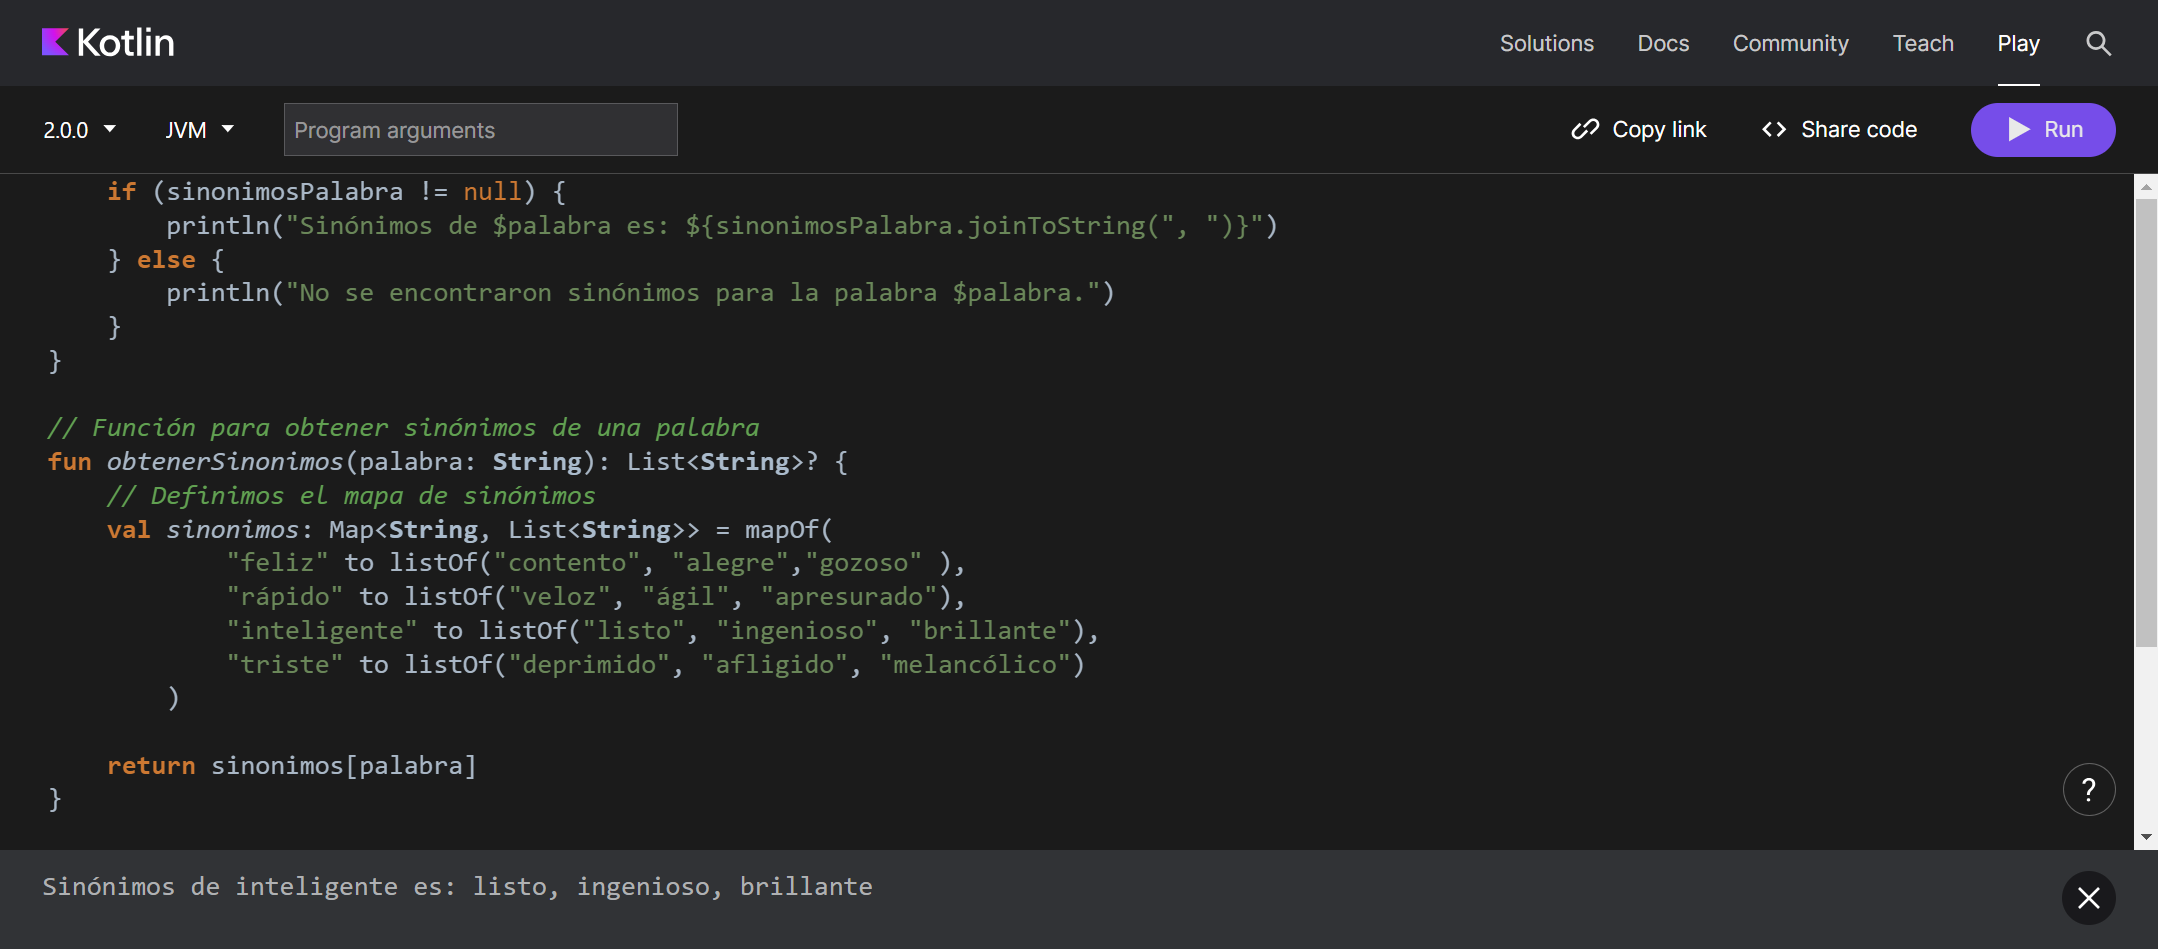 Kotlin
Solutions Docs Community Teach Play
2.0.0 JVM Program arguments Copy link <> Share code Run
if (sinonimosPalabra != null) {
println("Sinónimos de $palabra es: ${sinonimosPalabra.joinToString(", ")}")
} else {
println("No se encontraron sinónimos para la palabra $palabra.")
}
}
// Función para obtener sinónimos de una palabra
fun obtenerSinonimos(palabra: String): List<String>? {
// Definimos el mapa de sinónimos
val sinonimos: Map<String, List<String>> = mapOf(
"feliz" to listOf("contento", "alegre","gozoso" ),
"rápido" to listOf("veloz", "ágil", "apresurado"),
"inteligente" to listOf("listo", "ingenioso", "brillante"),
"triste" to listOf("deprimido", "afligido", "melancólico")
)
return sinonimos[palabra]
}
?
Sinónimos de inteligente es: listo, ingenioso, brillante